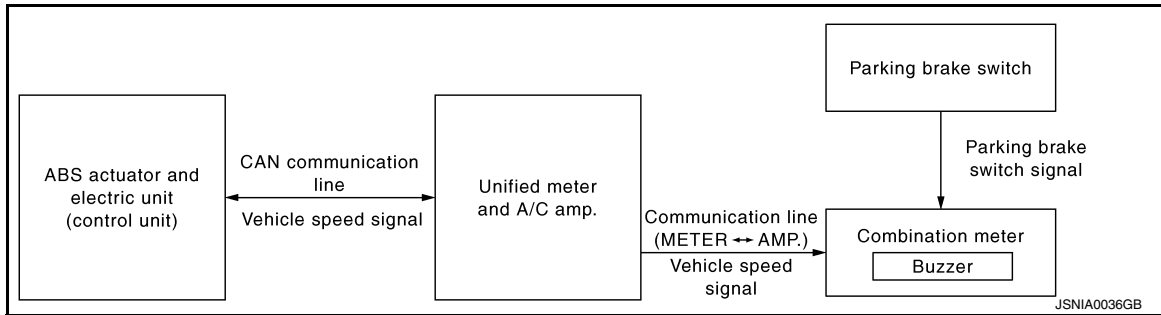 ABS actuator and
electric unit
(control unit)
CAN communication
line
Vehicle speed signal
Unified meter
and A/C amp.
Communication line
(METER ↔ AMP.)
Vehicle speed
signal
Parking brake switch
Parking brake
switch signal
Combination meter
Buzzer
JSNIA0036GB